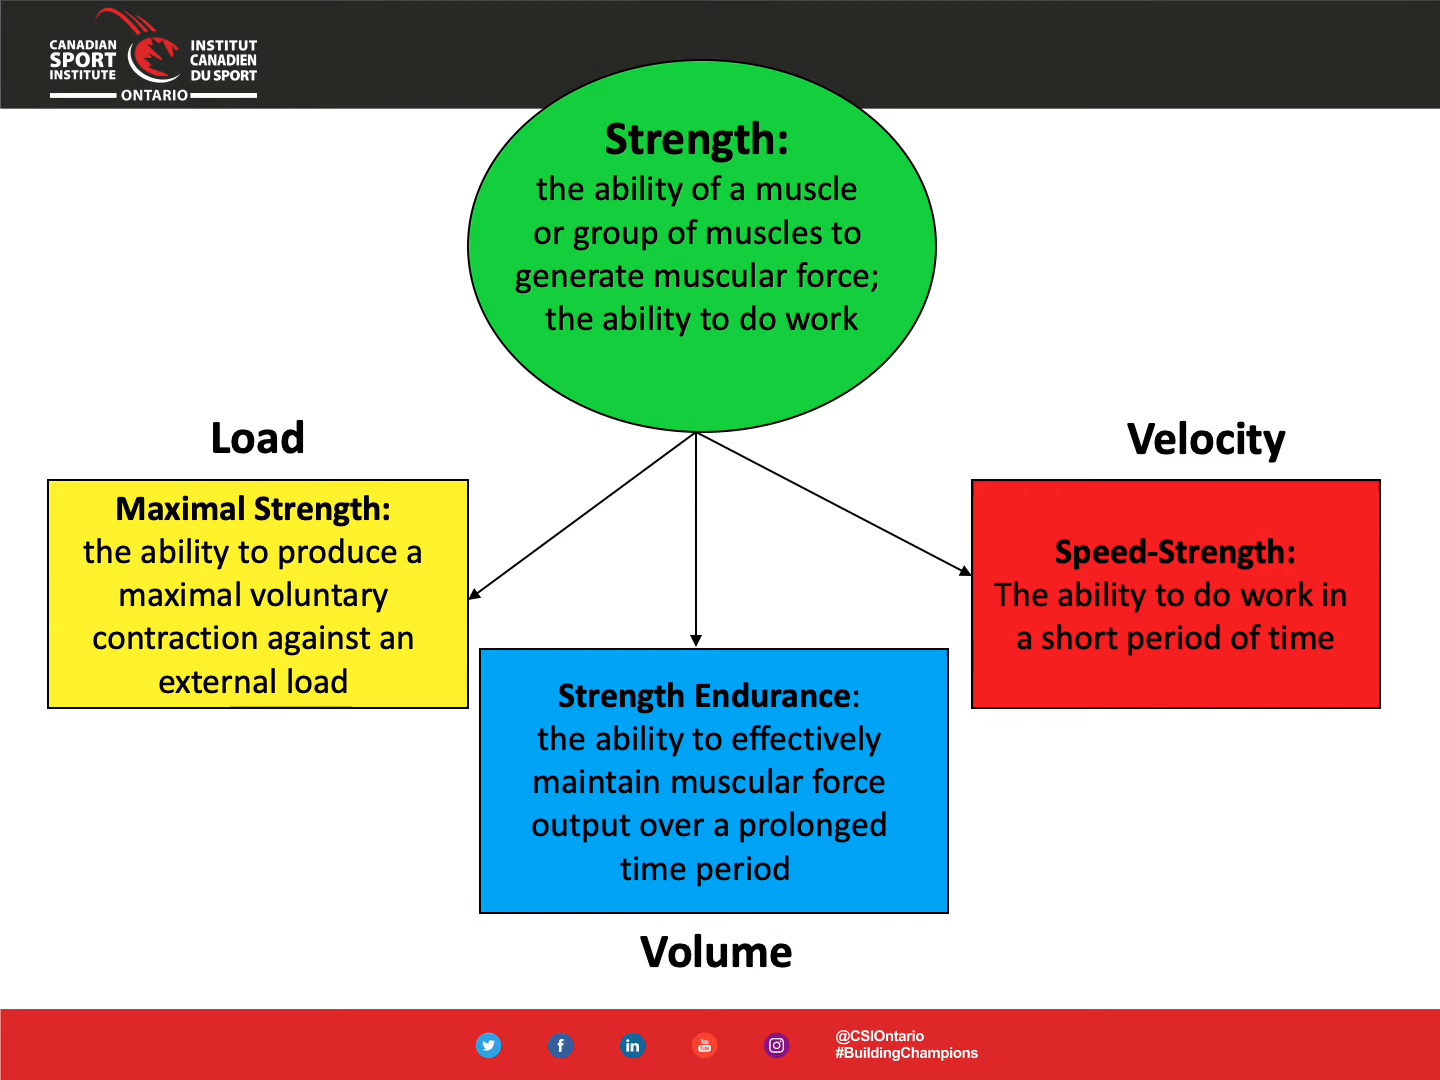 CANADIAN
SPORT
INSTITUTE
INSTITUT
CANADIEN
DU SPORT
ONTARIO
Strength:
the ability of a muscle
or group of muscles to
generate muscular force;
the ability to do work
Load
Maximal Strength:
the ability to produce a
maximal voluntary
contraction against an
external load
Velocity
Speed-Strength:
The ability to do work in
a short period of time
Strength Endurance:
the ability to effectively
maintain muscular force
output over a prolonged
time period
Volume
f
in
You
Tube
@CSIOntario
#BuildingChampions